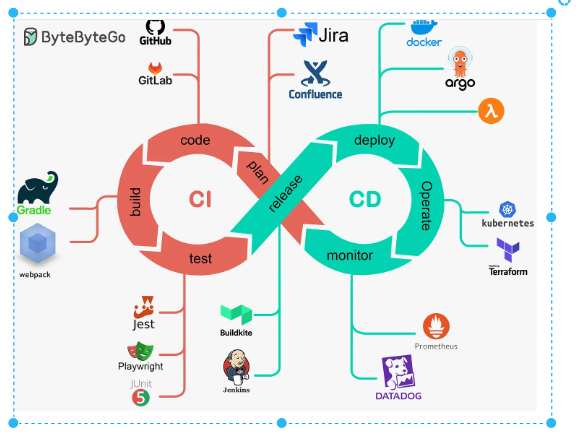 ByteByteGo
GitHub
GitLab
Jira
Confluence
docker
argo
λ
code
plan
release
deploy
build
CI
CD
Operate
test
monitor
Gradle
webpack
kubernetes
Terraform
Jest
Playwright
JUnit
5
Buildkite
Jenkins
Prometheus
DATADOG